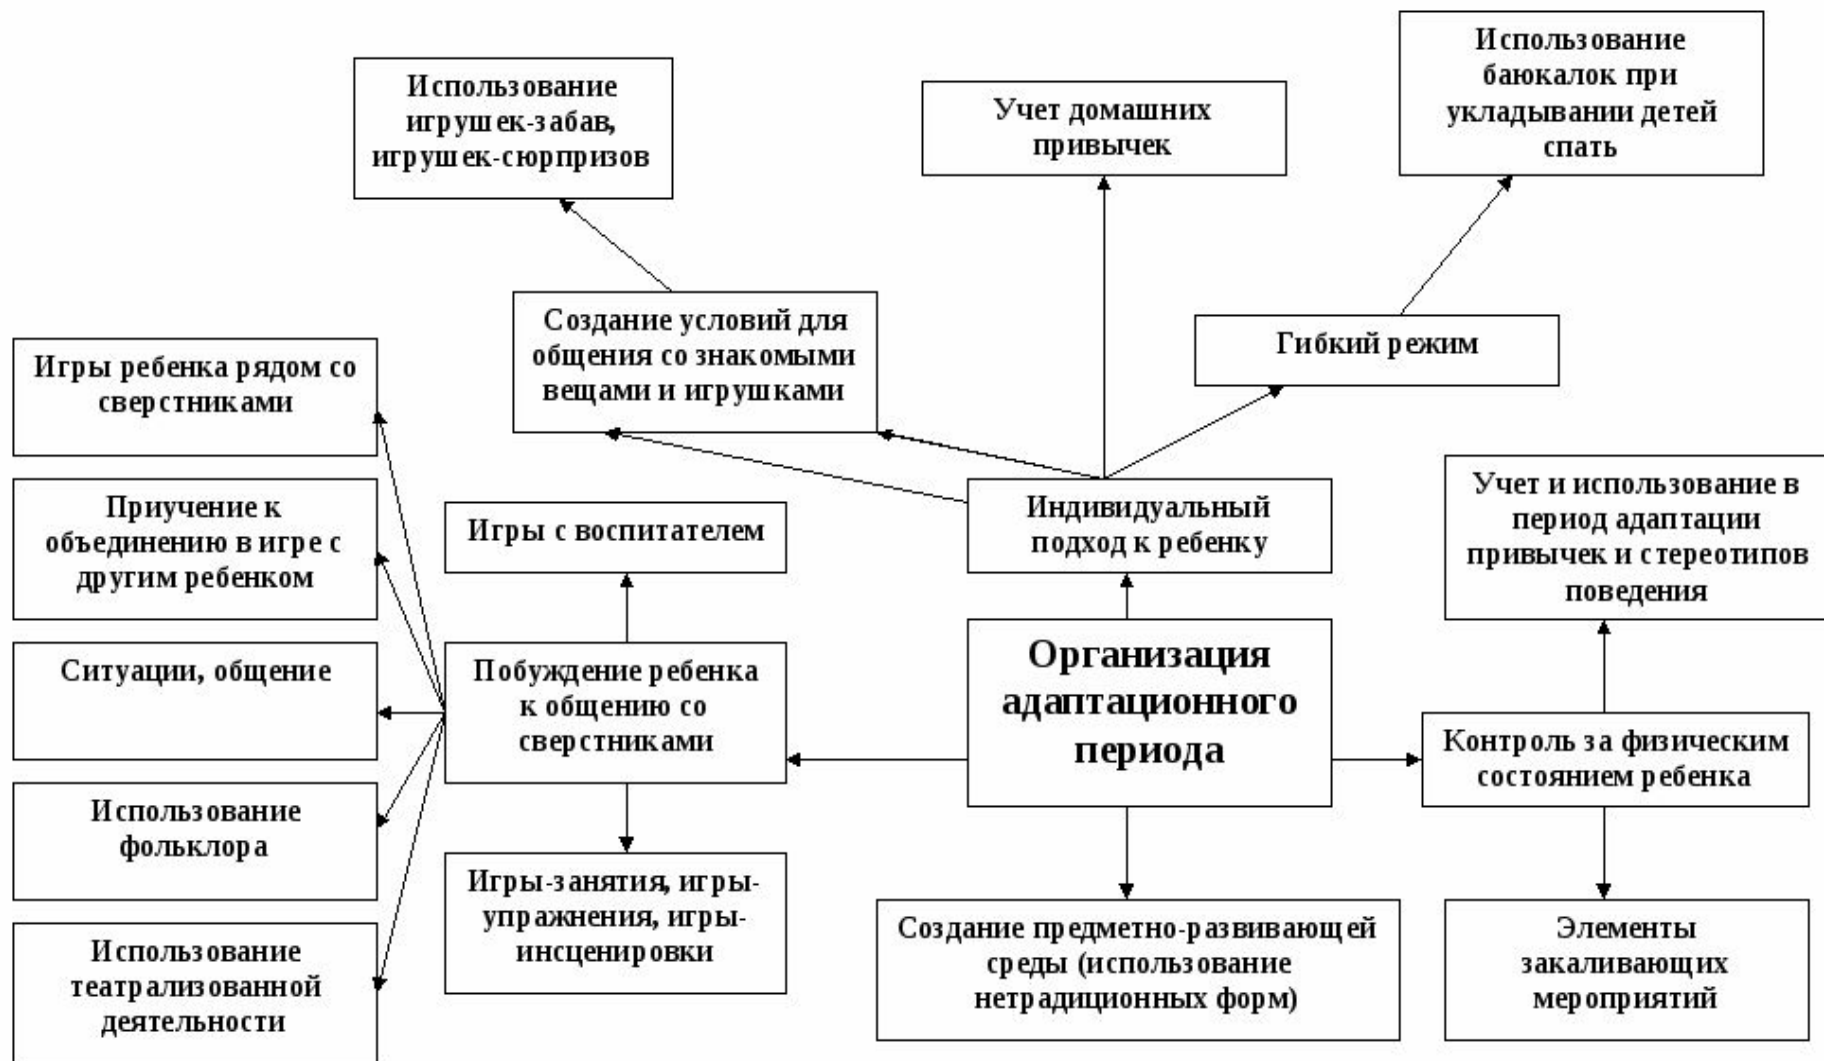 Использование
игрушек-забав,
игрушек-сюрпризов
Учет домашних
привычек
Использование
баюкалок при
укладывании детей
спать
Создание условий для
общения со знакомыми
вещами и игрушками
Гибкий режим
Игры ребенка рядом со
сверстниками
Приучение к
объединению в игре с
другим ребенком
Игры с воспитателем
Индивидуальный
подход к ребенку
Учет и использование в
период адаптации
привычек и стереотипов
поведения
Ситуации, общение
Побуждение ребенка
к общению со
сверстниками
Организация
адаптационного
периода
Контроль за физическим
состоянием ребенка
Использование
фольклора
Игры-занятия, игры-
упражнения, игры-
инсценировки
Создание предметно-развивающей
среды (использование
нетрадиционных форм)
Элементы
закаливающих
мероприятий
Использование
театрализованной
деятельности